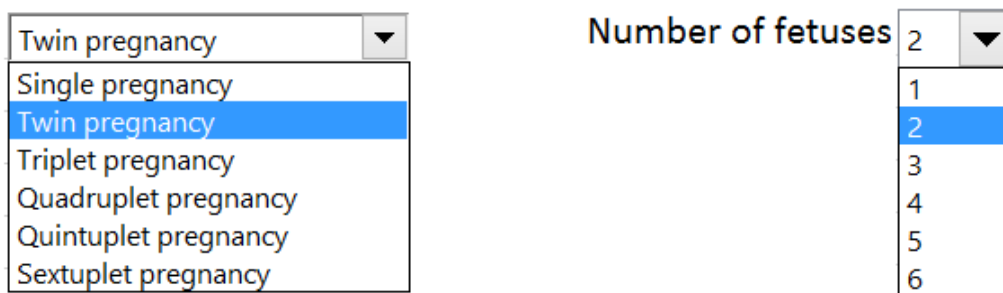 Twin pregnancy
Single pregnancy
Twin pregnancy
Triplet pregnancy
Quadruplet pregnancy
Quintuplet pregnancy
Sextuplet pregnancy
Number of fetuses 2
1
2
3
4
5
6